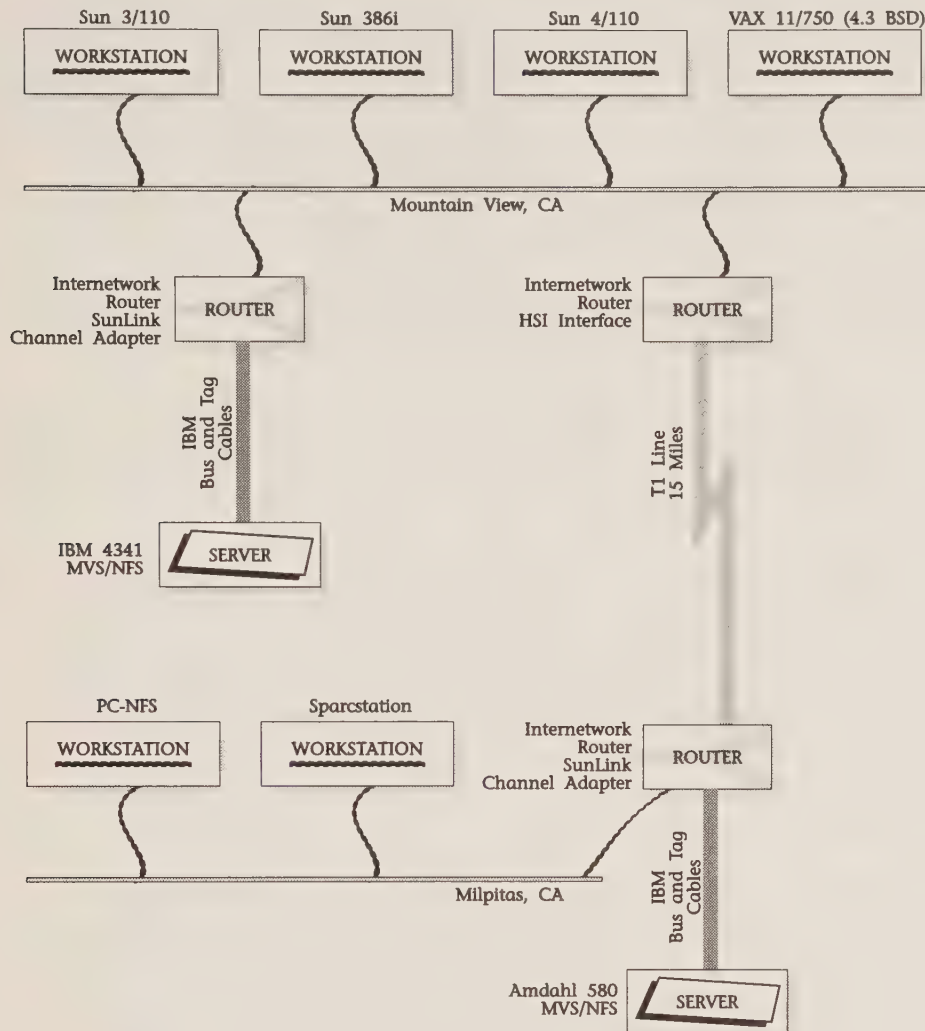 Sun 3/110
Sun 386i
Sun 4/110
VAX 11/750 (4.3 BSD)
WORKSTATION
WORKSTATION
WORKSTATION
WORKSTATION
Mountain View, CA
Internetwork
Router
SunLink
Channel Adapter
ROUTER
Internetwork
Router
HSI Interface
ROUTER
IBM
Bus and Tag
Cables
T1 Line
15 Miles
IBM 4341
MVS/NFS
SERVER
PC-NFS
Sparcstation
WORKSTATION
WORKSTATION
Internetwork
Router
SunLink
Channel Adapter
ROUTER
Milpitas, CA
IBM
Bus and Tag
Cables
Amdahl 580
MVS/NFS
SERVER